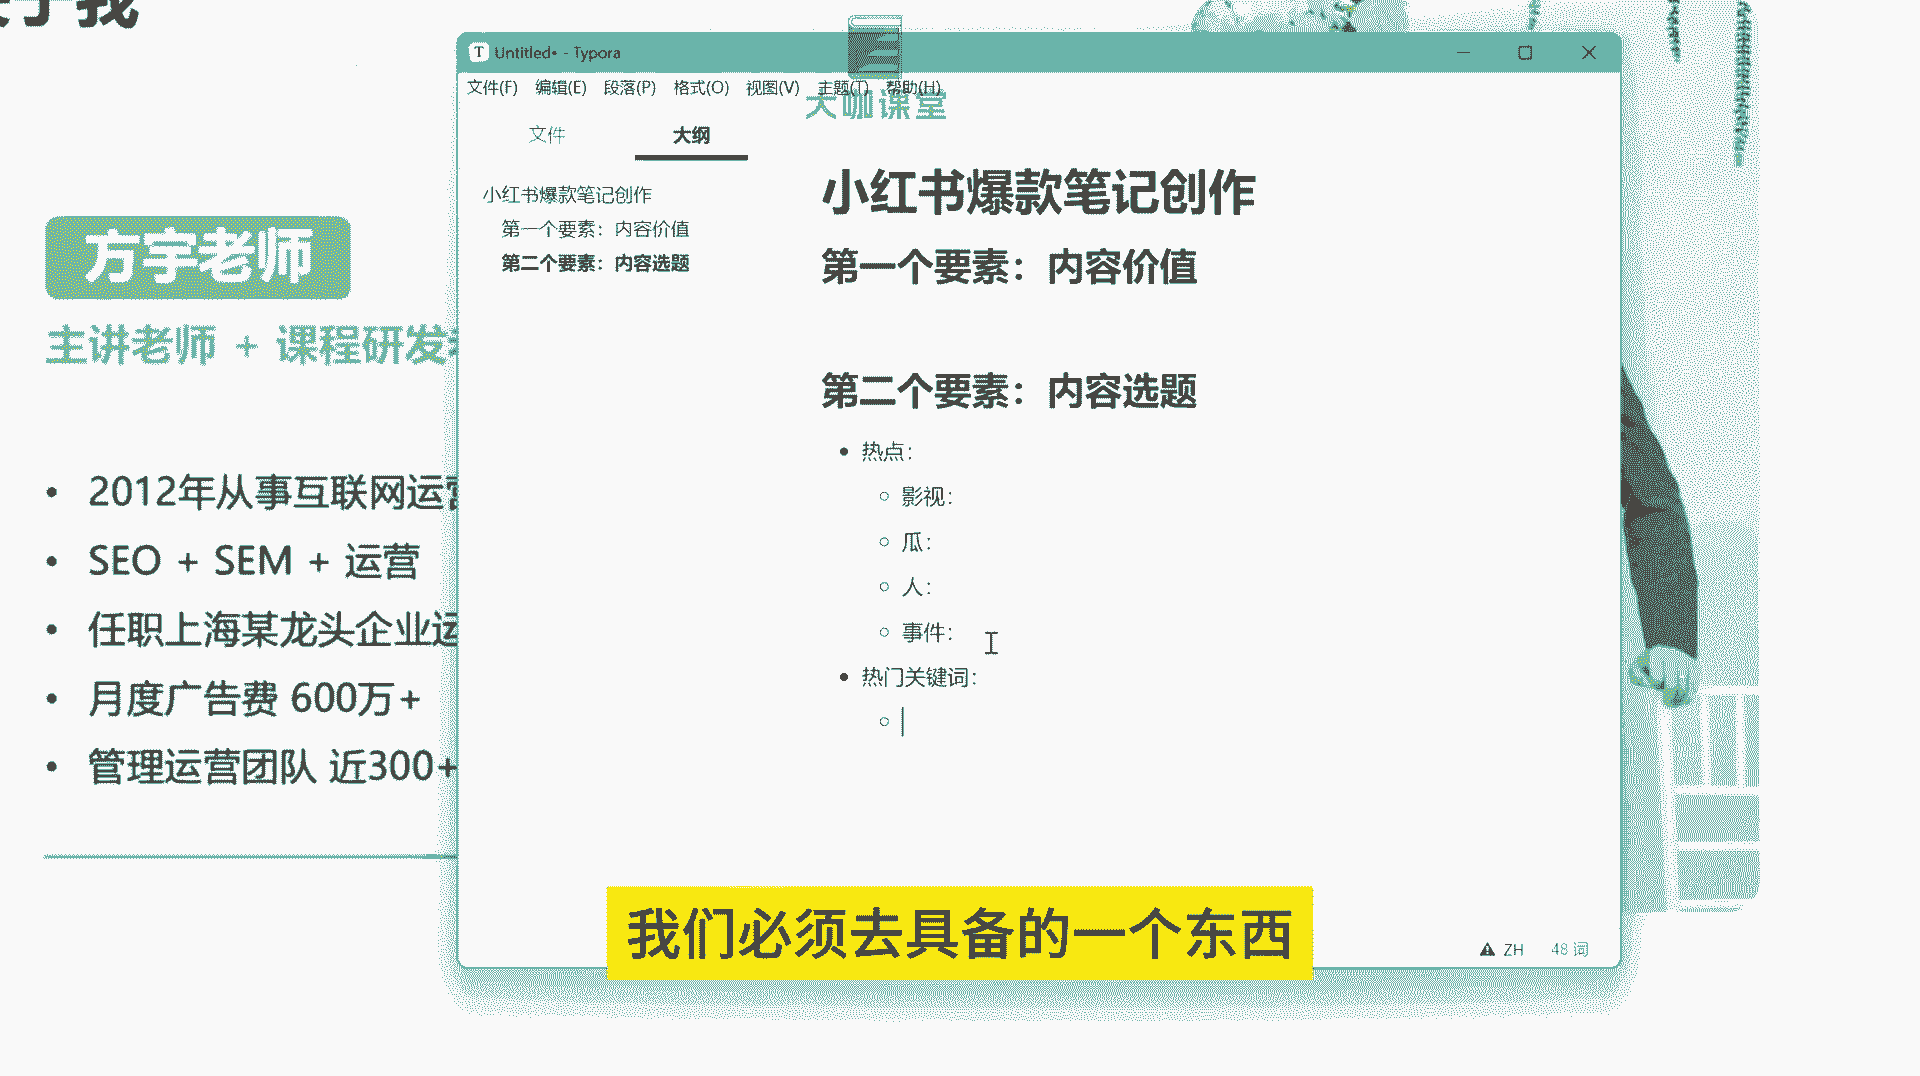 于我
方宇老师
主讲老师 + 课程研发
2012年从事互联网运营
SEO + SEM + 运营
任职上海某龙头企业运
月度广告费 600万+
管理运营团队 近300+
T Untitled• - Typora
文件(F) 编辑(E) 段落(P) 格式(O) 视图(V) 主题(T) 帮助(H)
大咖课堂
文件 大纲
小红书爆款笔记创作
第一个要素：内容价值
第二个要素：内容选题
小红书爆款笔记创作
第一个要素：内容价值
第二个要素：内容选题
热点：
影视：
瓜：
人：
事件：
热门关键词：
我们必须去具备的一个东西
ZH 48 词